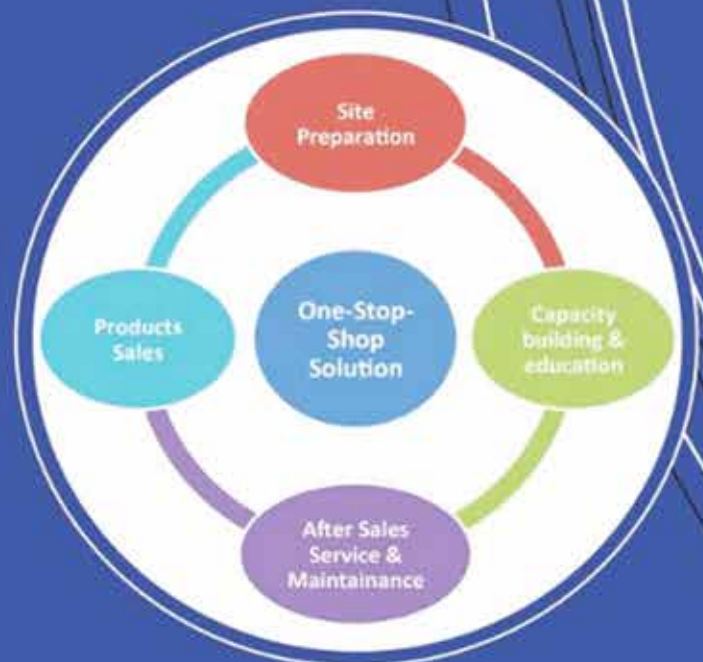 Site
Preparation
One-Stop-
Shop
Solution
Products
Sales
Capacity
building &
education
After Sales
Service &
Maintainance